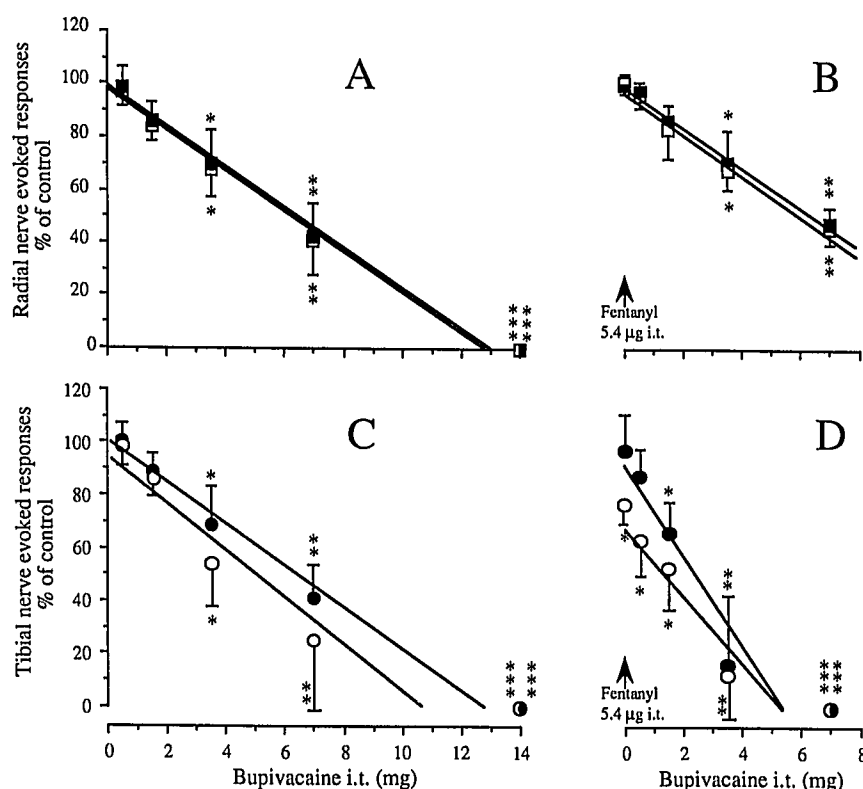 A
B
Radial nerve evoked responses
% of control
120
100
80
60
40
20
0
*
*
**
**
***
***
*
*
**
**
Fentanyl
5.4 µg i.t.
C
D
Tibial nerve evoked responses
% of control
120
100
80
60
40
20
0
*
*
**
**
***
***
*
*
*
*
**
**
***
***
Fentanyl
5.4 µg i.t.
0 2 4 6 8 10 12 14
0 2 4 6 8
Bupivacaine i.t. (mg)
Bupivacaine i.t. (mg)